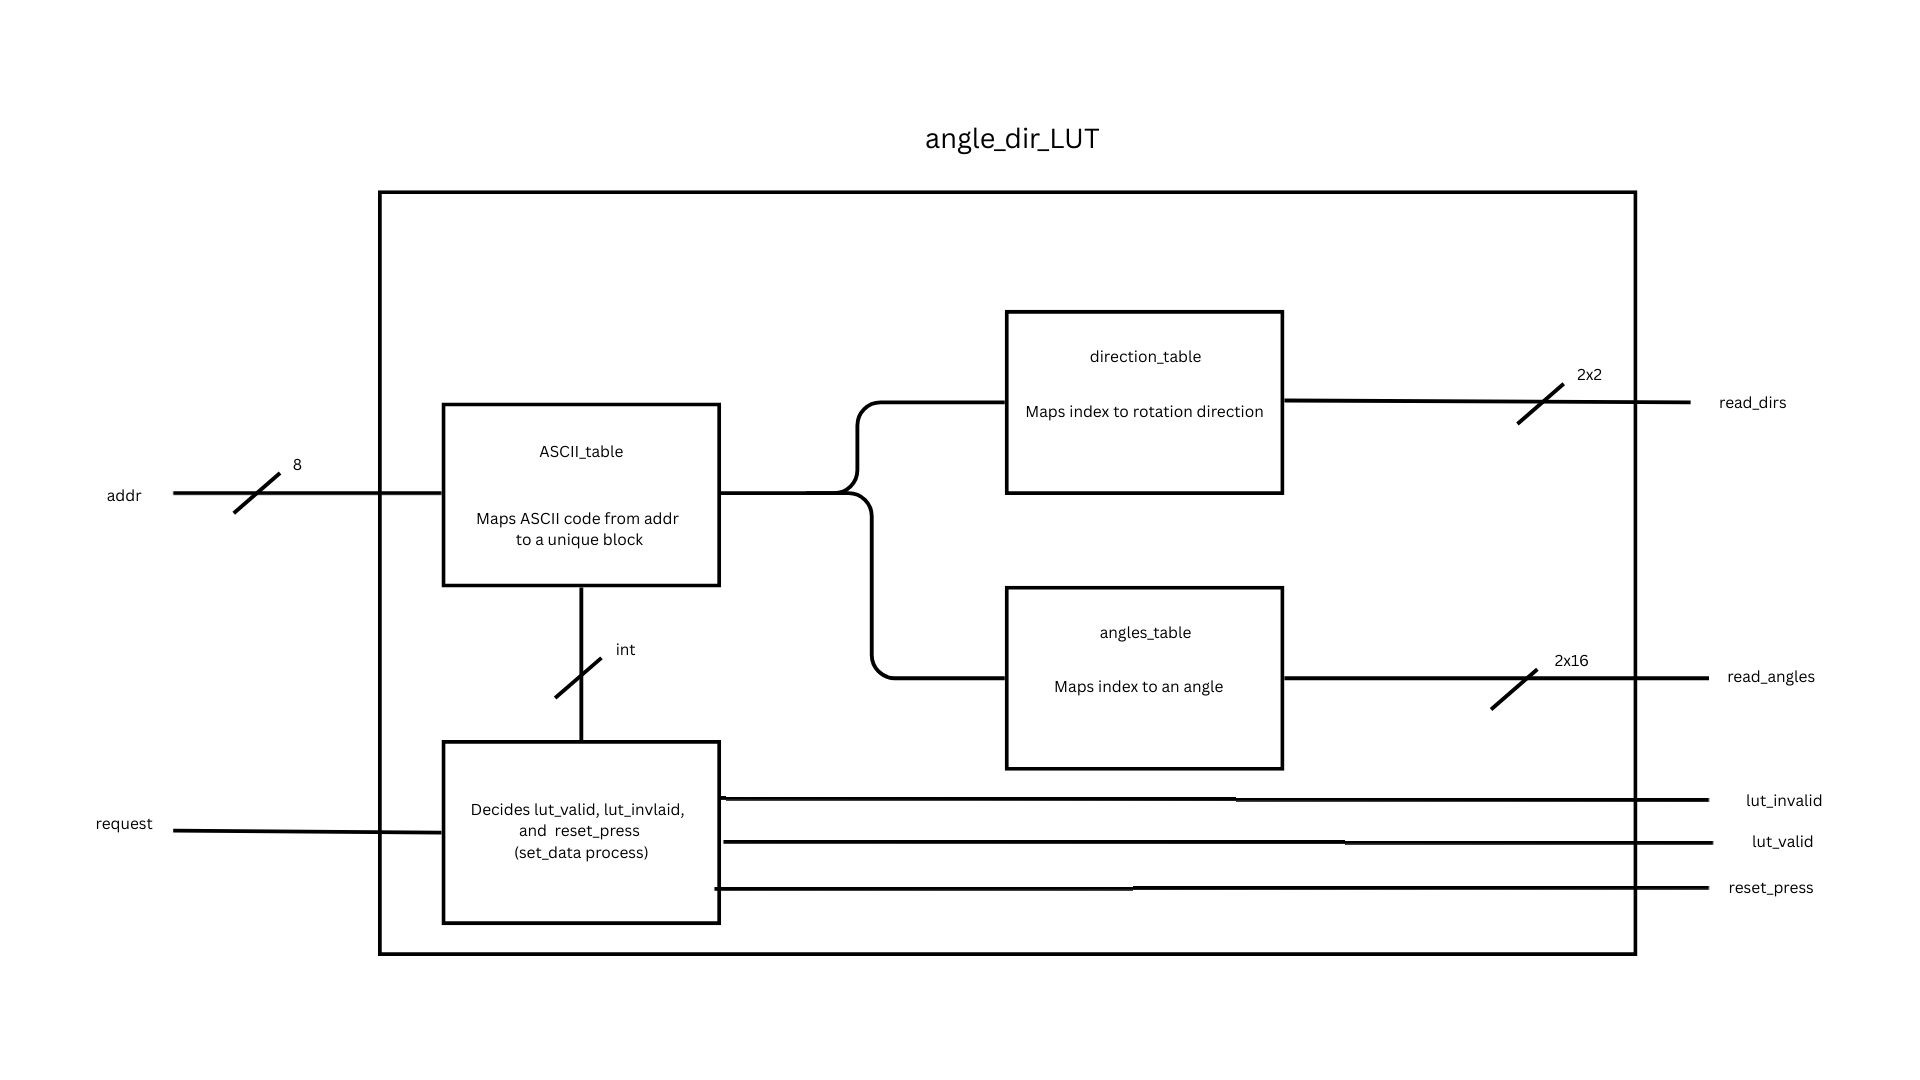 angle_dir_LUT
direction_table
Maps index to rotation direction
2x2
read_dirs
ASCII_table
Maps ASCII code from addr
to a unique block
8
addr
int
angles_table
Maps index to an angle
2x16
read_angles
request
Decides lut_valid, lut_invlaid,
and reset_press
(set_data process)
lut_invalid
lut_valid
reset_press